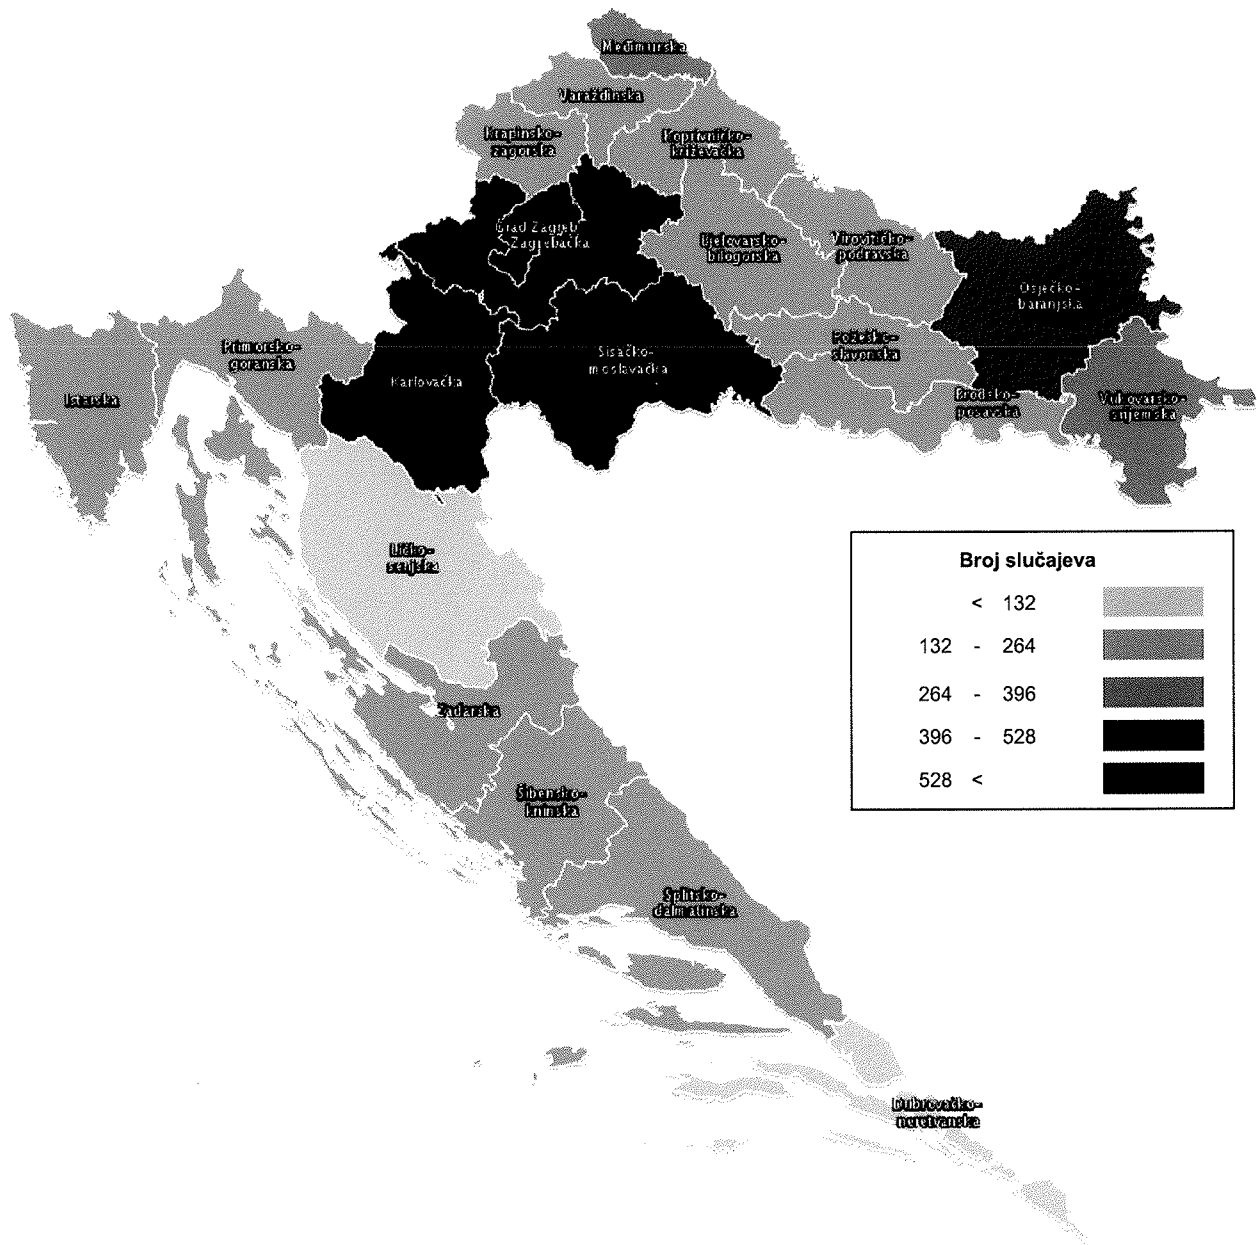 Međimurska
Varaždinska
Krapinsko-
zagorska
Koprivničko-
križevačka
Grad Zagreb
Zagrebačka
Bjelovarsko-
bilogorska
Virovitičko-
podravska
Osječko-
baranjska
Primorsko-
goranska
Istarska
Karlovačka
Sisačko-
moslavačka
Požeško-
slavonska
Brodsko-
posavska
Vukovarsko-
srijemska
Ličko-
senjska
Zadarska
Šibensko-
kninska
Splitsko-
dalmatinska
Dubrovačko-
neretvanska
Broj slučajeva
< 132
132 - 264
264 - 396
396 - 528
528 <